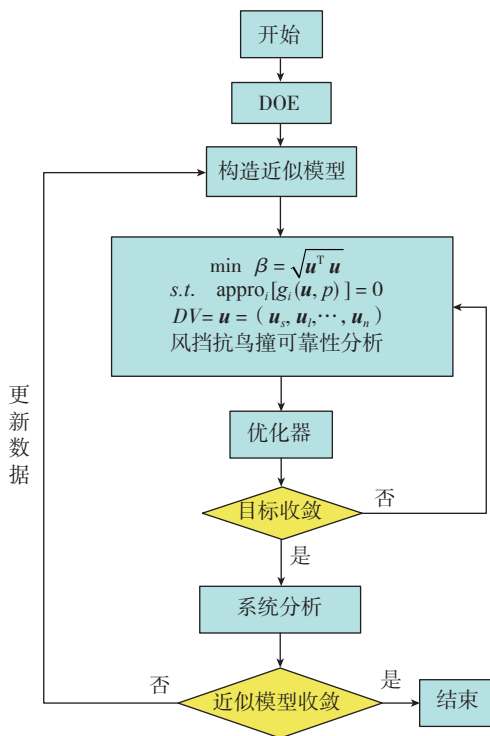 开始
DOE
构造近似模型
min β = √(u^T u)
s.t. appro_i[g_i(u, p)] = 0
DV = u = (u_s, u_l, ⋯, u_n)
风挡抗鸟撞可靠性分析
优化器
目标收敛
否
是
系统分析
近似模型收敛
否
是
结束
更新数据